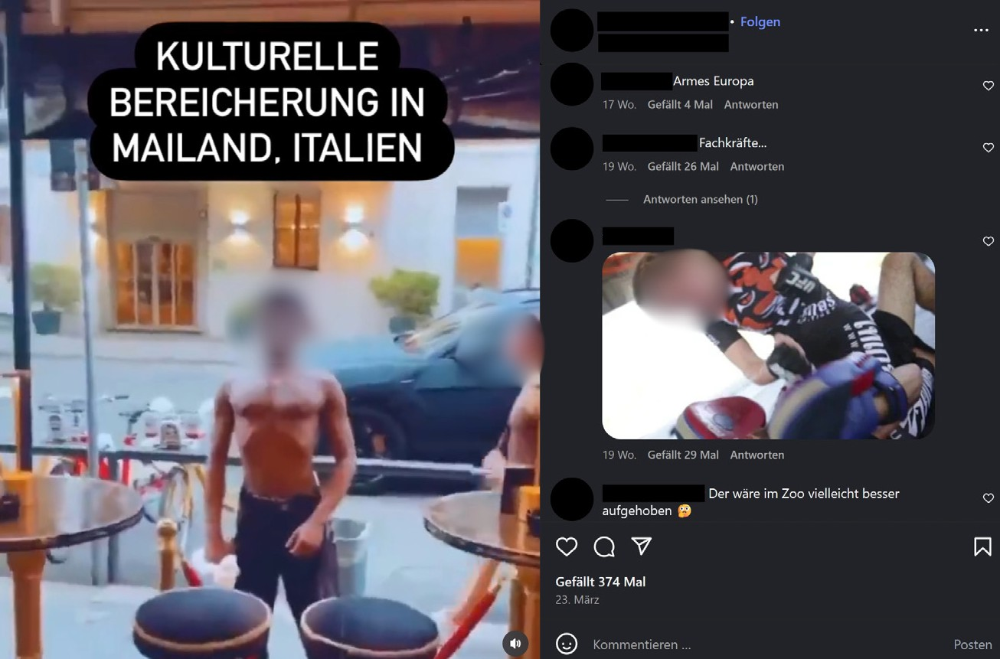 KULTURELLE
BEREICHERUNG IN
MAILAND, ITALIEN
• Folgen
Armes Europa
17 Wo. Gefällt 4 Mal Antworten
Fachkräfte...
19 Wo. Gefällt 26 Mal Antworten
Antworten ansehen (1)
UFC
19 Wo. Gefällt 29 Mal Antworten
Der wäre im Zoo vielleicht besser
aufgehoben 🤔
Gefällt 374 Mal
23. März
Kommentieren ...
Posten